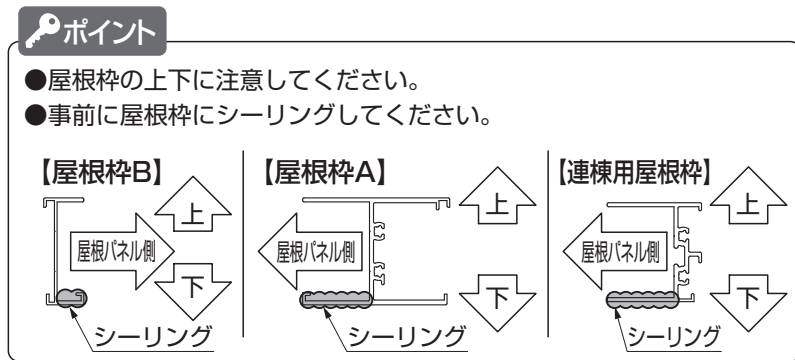 ポイント
●屋根枠の上下に注意してください。
●事前に屋根枠にシーリングしてください。
【屋根枠B】
上
屋根パネル側
下
シーリング
【屋根枠A】
上
屋根パネル側
下
シーリング
【連棟用屋根枠】
上
屋根パネル側
下
シーリング